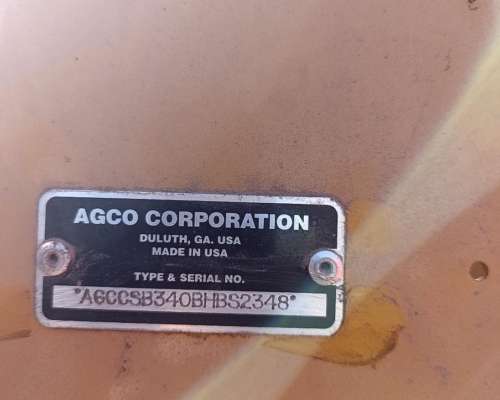 AGCO CORPORATION
DULUTH, GA. USA
MADE IN USA
TYPE & SERIAL NO.
*AGCCSB340BHBS2348*